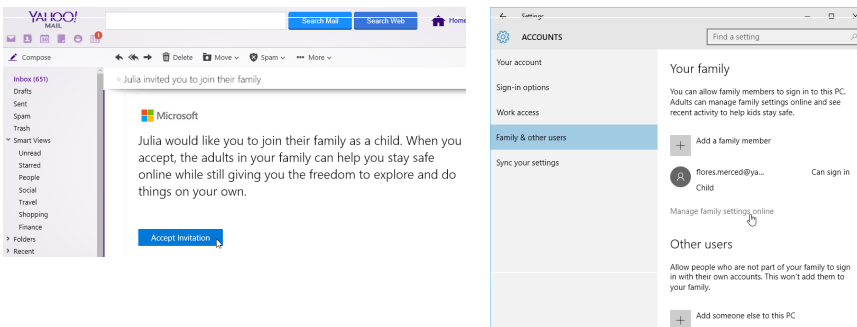 YAHOO!
MAIL
Search Mail
Search Web
Home
Compose
Delete
Move
Spam
More
Inbox (651)
Drafts
Sent
Spam
Trash
Smart Views
Unread
Starred
People
Social
Travel
Shopping
Finance
Folders
Recent
Julia invited you to join their family
Microsoft
Julia would like you to join their family as a child. When you
accept, the adults in your family can help you stay safe
online while still giving you the freedom to explore and do
things on your own.
Accept Invitation
Settings
ACCOUNTS
Find a setting
Your account
Sign-in options
Work access
Family & other users
Sync your settings
Your family
You can allow family members to sign in to this PC.
Adults can manage family settings online and see
recent activity to help kids stay safe.
Add a family member
flores.merced@ya... Can sign in
Child
Manage family settings online
Other users
Allow people who are not part of your family to sign
in with their own accounts. This won't add them to
your family.
Add someone else to this PC